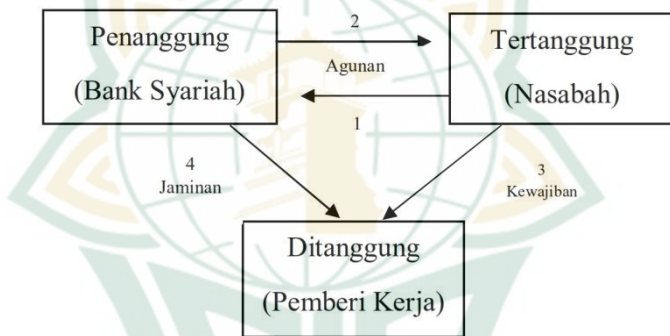 2
Penanggung
(Bank Syariah)
Agunan
Tertanggung
(Nasabah)
1
4
Jaminan
3
Kewajiban
Ditanggung
(Pemberi Kerja)